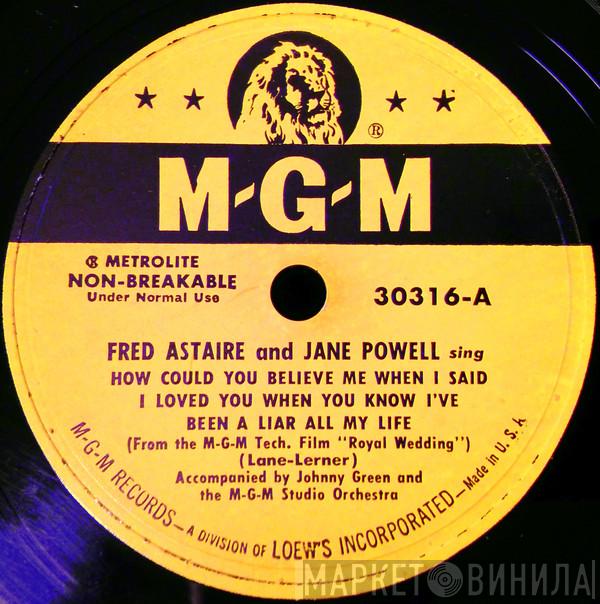 ®
M-G-M
® METROLITE
NON-BREAKABLE
Under Normal Use
30316-A
FRED ASTAIRE and JANE POWELL sing
HOW COULD YOU BELIEVE ME WHEN I SAID
I LOVED YOU WHEN YOU KNOW I'VE
BEEN A LIAR ALL MY LIFE
(From the M-G-M Tech. Film "Royal Wedding")
(Lane-Lerner)
Accompanied by Johnny Green and
the M-G-M Studio Orchestra
M-G-M RECORDS—A DIVISION OF LOEW'S INCORPORATED—Made in U. S. A
МАРКЕТ ВИНИЛА